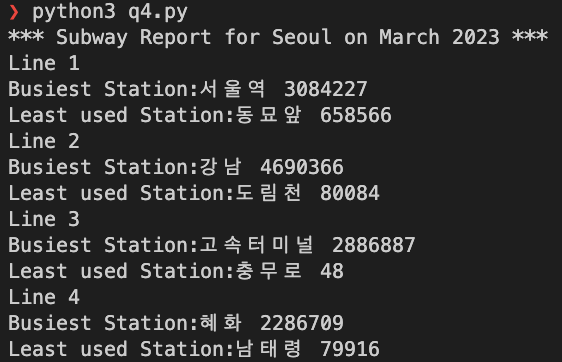 ❯ python3 q4.py
*** Subway Report for Seoul on March 2023 ***
Line 1
Busiest Station:서울역 3084227
Least used Station:동묘앞 658566
Line 2
Busiest Station:강남 4690366
Least used Station:도림천 80084
Line 3
Busiest Station:고속터미널 2886887
Least used Station:충무로 48
Line 4
Busiest Station:혜화 2286709
Least used Station:남태령 79916